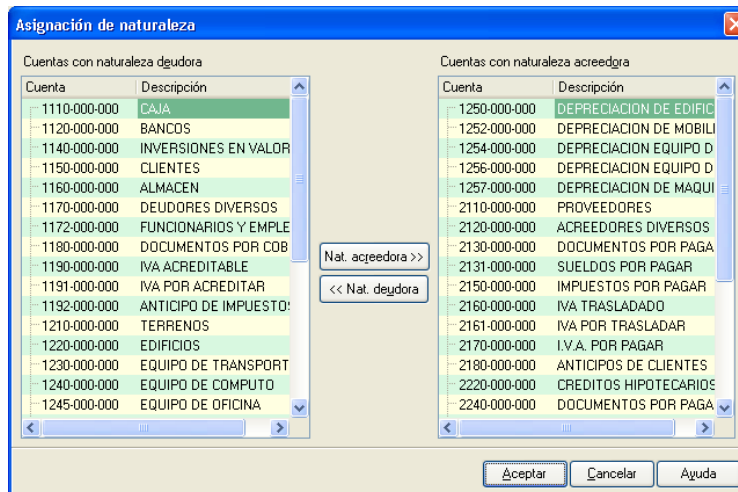 Asignación de naturaleza
Cuentas con naturaleza deudora
Cuenta Descripción
1110-000-000 CAJA
1120-000-000 BANCOS
1140-000-000 INVERSIONES EN VALOR
1150-000-000 CLIENTES
1160-000-000 ALMACEN
1170-000-000 DEUDORES DIVERSOS
1172-000-000 FUNCIONARIOS Y EMPLE
1180-000-000 DOCUMENTOS POR COB
1190-000-000 IVA ACREDITABLE
1191-000-000 IVA POR ACREDITAR
1192-000-000 ANTICIPO DE IMPUESTOS
1210-000-000 TERRENOS
1220-000-000 EDIFICIOS
1230-000-000 EQUIPO DE TRANSPORT
1240-000-000 EQUIPO DE COMPUTO
1245-000-000 EQUIPO DE OFICINA
Nat. acreedora >>
<< Nat. deudora
Cuentas con naturaleza acreedora
Cuenta Descripción
1250-000-000 DEPRECIACION DE EDIFIC
1252-000-000 DEPRECIACION DE MOBILI
1254-000-000 DEPRECIACION EQUIPO D
1256-000-000 DEPRECIACION EQUIPO D
1257-000-000 DEPRECIACION DE MAQUI
2110-000-000 PROVEEDORES
2120-000-000 ACREEDORES DIVERSOS
2130-000-000 DOCUMENTOS POR PAGA
2131-000-000 SUELDOS POR PAGAR
2150-000-000 IMPUESTOS POR PAGAR
2160-000-000 IVA TRASLADADO
2161-000-000 IVA POR TRASLADAR
2170-000-000 I.V.A. POR PAGAR
2180-000-000 ANTICIPOS DE CLIENTES
2220-000-000 CREDITOS HIPOTECARIOS
2240-000-000 DOCUMENTOS POR PAGA
Aceptar Cancelar Ayuda